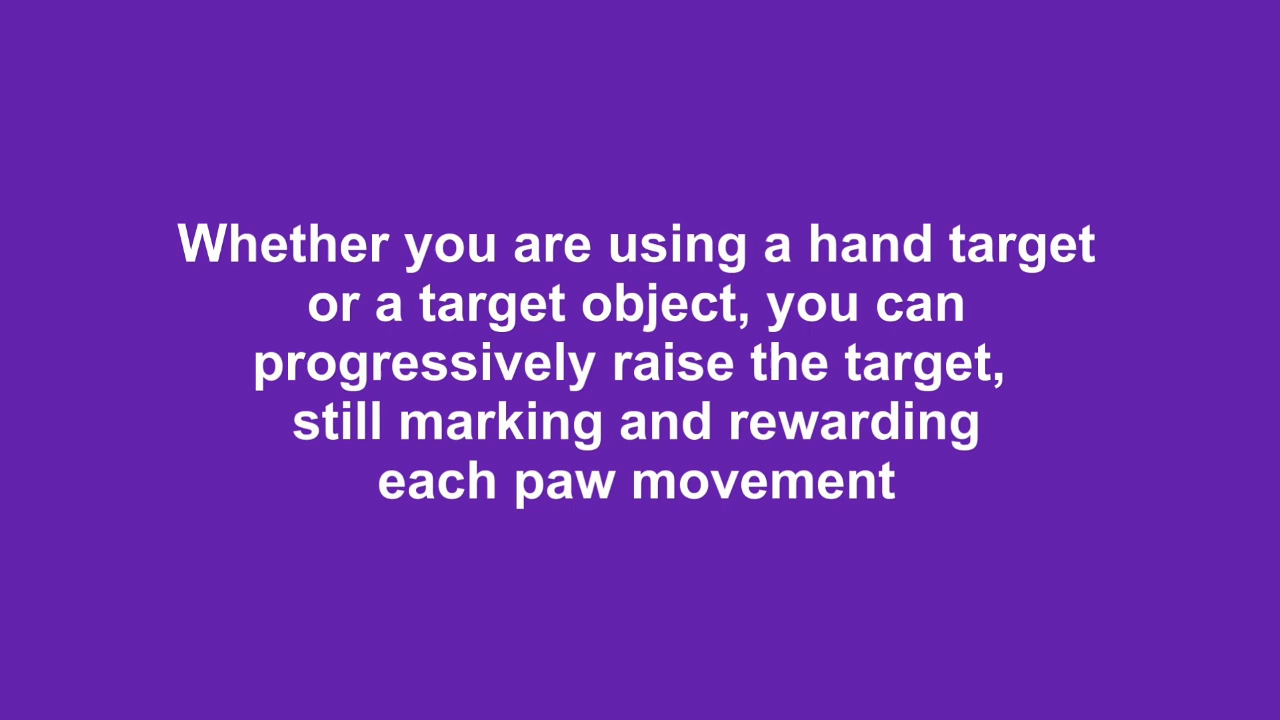 Whether you are using a hand target
or a target object, you can
progressively raise the target,
still marking and rewarding
each paw movement